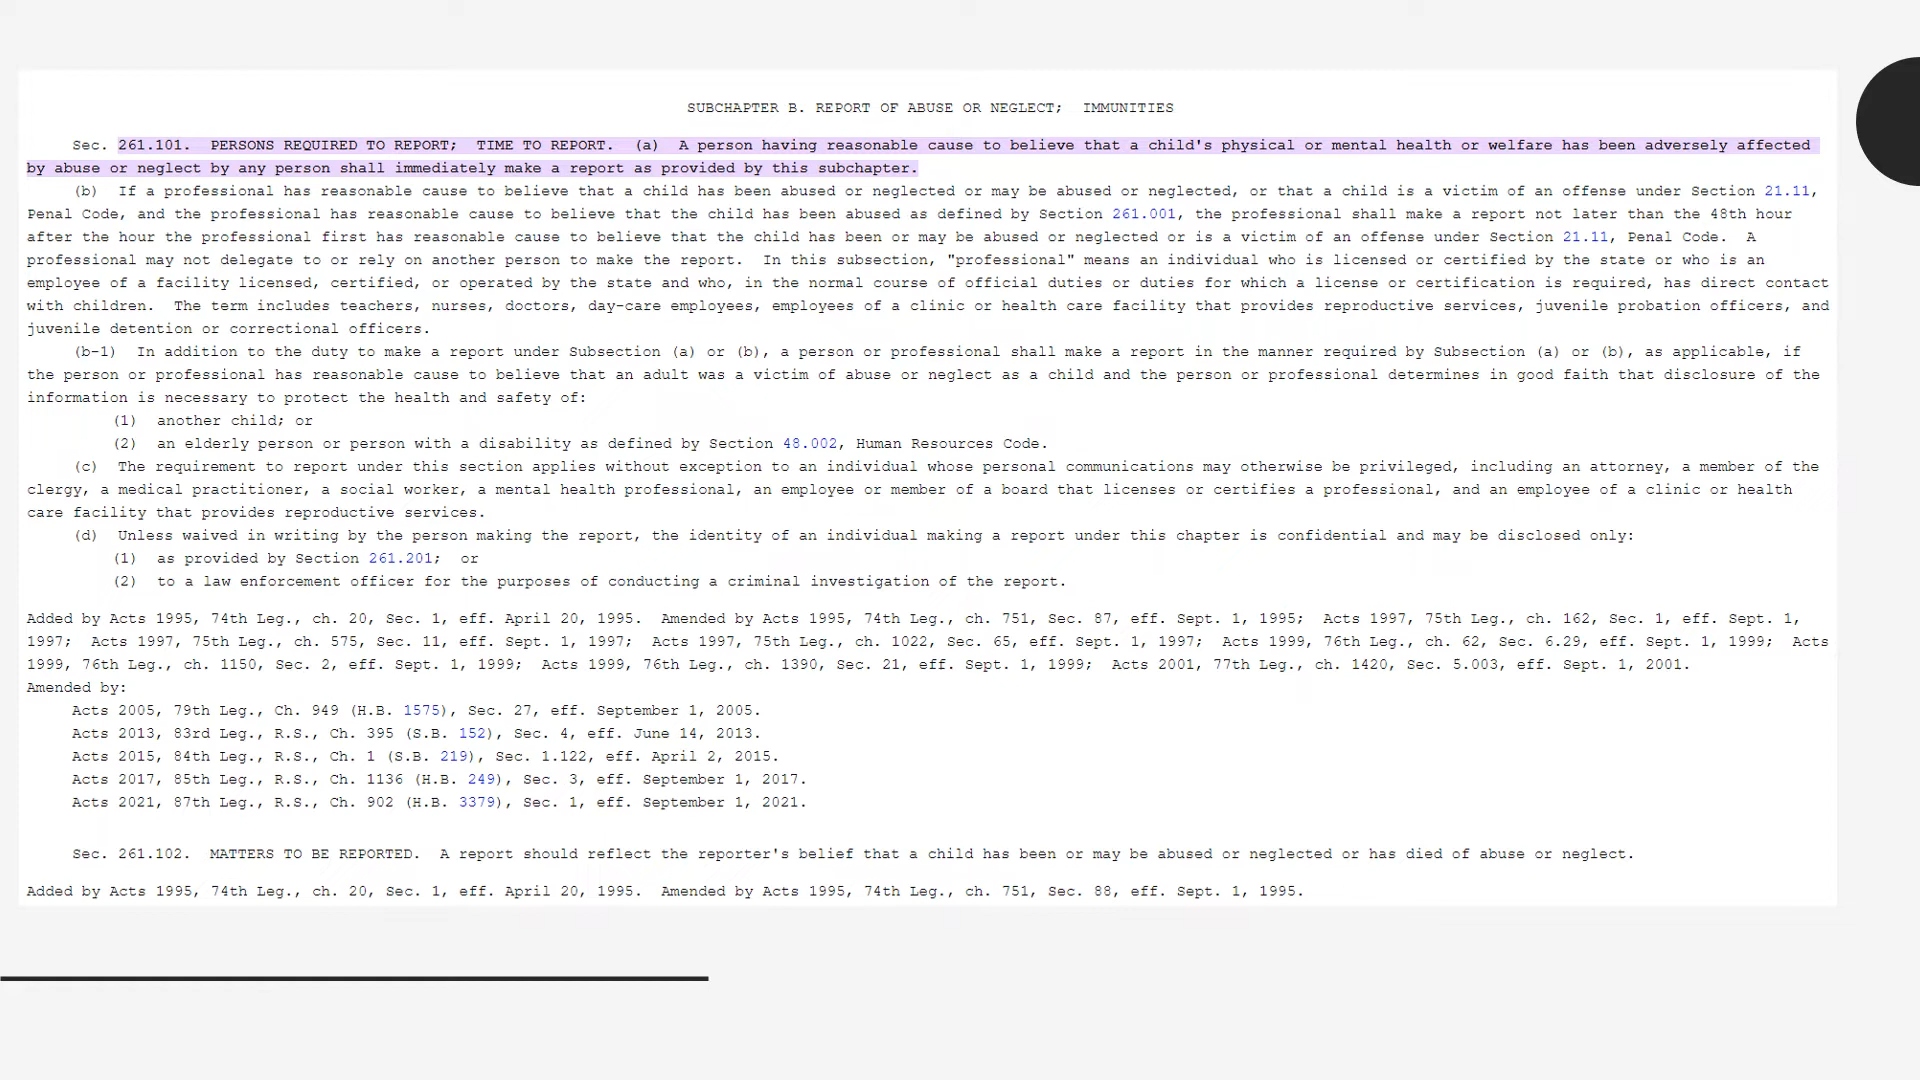 SUBCHAPTER B. REPORT OF ABUSE OR NEGLECT;  IMMUNITIES
Sec. 261.101.  PERSONS REQUIRED TO REPORT;  TIME TO REPORT.  (a)  A person having reasonable cause to believe that a child's physical or mental health or welfare has been adversely affected
by abuse or neglect by any person shall immediately make a report as provided by this subchapter.
(b)  If a professional has reasonable cause to believe that a child has been abused or neglected or may be abused or neglected, or that a child is a victim of an offense under Section 21.11,
Penal Code, and the professional has reasonable cause to believe that the child has been abused as defined by Section 261.001, the professional shall make a report not later than the 48th hour
after the hour the professional first has reasonable cause to believe that the child has been or may be abused or neglected or is a victim of an offense under Section 21.11, Penal Code.  A
professional may not delegate to or rely on another person to make the report.  In this subsection, "professional" means an individual who is licensed or certified by the state or who is an
employee of a facility licensed, certified, or operated by the state and who, in the normal course of official duties or duties for which a license or certification is required, has direct contact
with children.  The term includes teachers, nurses, doctors, day-care employees, employees of a clinic or health care facility that provides reproductive services, juvenile probation officers, and
juvenile detention or correctional officers.
(b-1)  In addition to the duty to make a report under Subsection (a) or (b), a person or professional shall make a report in the manner required by Subsection (a) or (b), as applicable, if
the person or professional has reasonable cause to believe that an adult was a victim of abuse or neglect as a child and the person or professional determines in good faith that disclosure of the
information is necessary to protect the health and safety of:
(1)  another child; or
(2)  an elderly person or person with a disability as defined by Section 48.002, Human Resources Code.
(c)  The requirement to report under this section applies without exception to an individual whose personal communications may otherwise be privileged, including an attorney, a member of the
clergy, a medical practitioner, a social worker, a mental health professional, an employee or member of a board that licenses or certifies a professional, and an employee of a clinic or health
care facility that provides reproductive services.
(d)  Unless waived in writing by the person making the report, the identity of an individual making a report under this chapter is confidential and may be disclosed only:
(1)  as provided by Section 261.201;  or
(2)  to a law enforcement officer for the purposes of conducting a criminal investigation of the report.
Added by Acts 1995, 74th Leg., ch. 20, Sec. 1, eff. April 20, 1995.  Amended by Acts 1995, 74th Leg., ch. 751, Sec. 87, eff. Sept. 1, 1995;  Acts 1997, 75th Leg., ch. 162, Sec. 1, eff. Sept. 1,
1997;  Acts 1997, 75th Leg., ch. 575, Sec. 11, eff. Sept. 1, 1997;  Acts 1997, 75th Leg., ch. 1022, Sec. 65, eff. Sept. 1, 1997;  Acts 1999, 76th Leg., ch. 62, Sec. 6.29, eff. Sept. 1, 1999;  Acts
1999, 76th Leg., ch. 1150, Sec. 2, eff. Sept. 1, 1999;  Acts 1999, 76th Leg., ch. 1390, Sec. 21, eff. Sept. 1, 1999;  Acts 2001, 77th Leg., ch. 1420, Sec. 5.003, eff. Sept. 1, 2001.
Amended by:
Acts 2005, 79th Leg., Ch. 949 (H.B. 1575), Sec. 27, eff. September 1, 2005.
Acts 2013, 83rd Leg., R.S., Ch. 395 (S.B. 152), Sec. 4, eff. June 14, 2013.
Acts 2015, 84th Leg., R.S., Ch. 1 (S.B. 219), Sec. 1.122, eff. April 2, 2015.
Acts 2017, 85th Leg., R.S., Ch. 1136 (H.B. 249), Sec. 3, eff. September 1, 2017.
Acts 2021, 87th Leg., R.S., Ch. 902 (H.B. 3379), Sec. 1, eff. September 1, 2021.
Sec. 261.102.  MATTERS TO BE REPORTED.  A report should reflect the reporter's belief that a child has been or may be abused or neglected or has died of abuse or neglect.
Added by Acts 1995, 74th Leg., ch. 20, Sec. 1, eff. April 20, 1995.  Amended by Acts 1995, 74th Leg., ch. 751, Sec. 88, eff. Sept. 1, 1995.